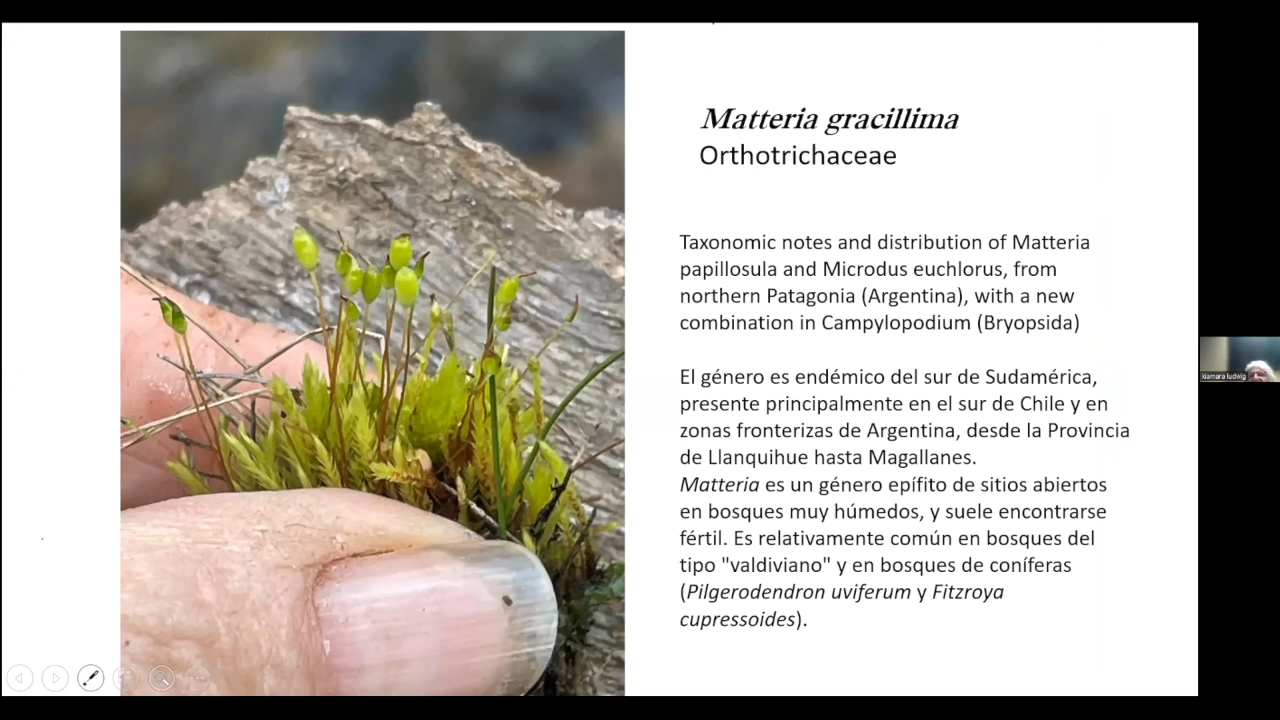 Matteria gracillima
Orthotrichaceae
Taxonomic notes and distribution of Matteria
papillosula and Microdus euchlorus, from
northern Patagonia (Argentina), with a new
combination in Campylopodium (Bryopsida)
El género es endémico del sur de Sudamérica,
presente principalmente en el sur de Chile y en
zonas fronterizas de Argentina, desde la Provincia
de Llanquihue hasta Magallanes.
Matteria es un género epífito de sitios abiertos
en bosques muy húmedos, y suele encontrarse
fértil. Es relativamente común en bosques del
tipo "valdiviano" y en bosques de coníferas
(Pilgerodendron uviferum y Fitzroya
cupressoides).
kiamara ludwig